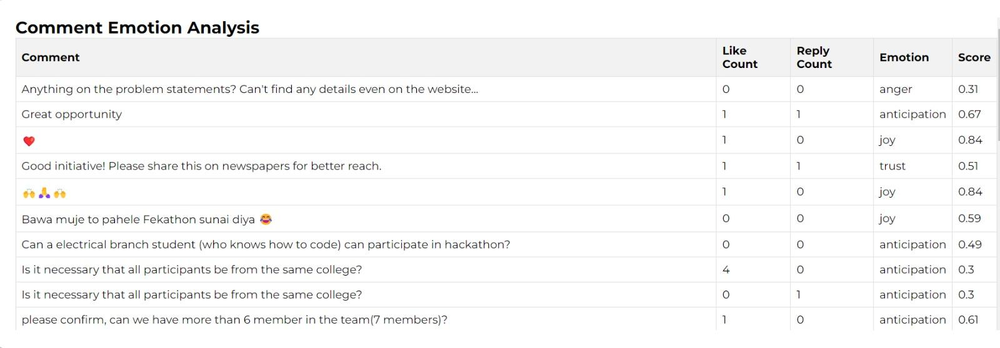 Comment Emotion Analysis
Comment Like Count Reply Count Emotion Score
Anything on the problem statements? Can't find any details even on the website... 0 0 anger 0.31
Great opportunity 1 1 anticipation 0.67
❤️ 1 0 joy 0.84
Good initiative! Please share this on newspapers for better reach. 1 1 trust 0.51
🙌🙏🙌 1 0 joy 0.84
Bawa muje to pahele Fekathon sunai diya 😂 0 0 joy 0.59
Can a electrical branch student (who knows how to code) can participate in hackathon? 0 0 anticipation 0.49
Is it necessary that all participants be from the same college? 4 0 anticipation 0.3
Is it necessary that all participants be from the same college? 0 1 anticipation 0.3
please confirm, can we have more than 6 member in the team(7 members)? 1 0 anticipation 0.61